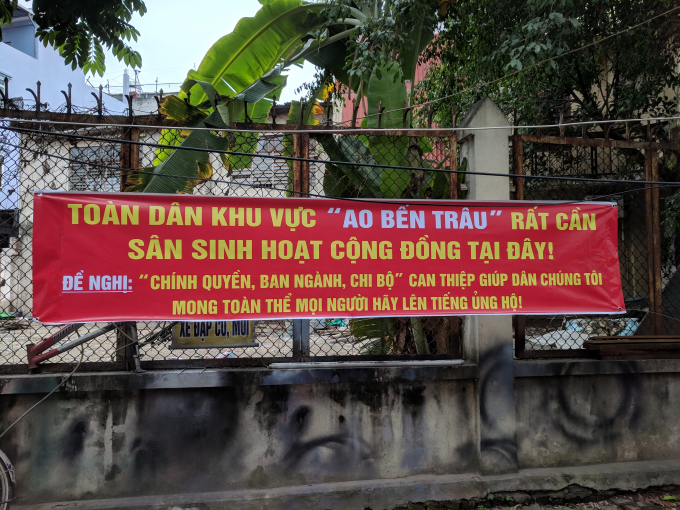 TOÀN DÂN KHU VỰC "AO BẾN TRÂU" RẤT CẦN
SÂN SINH HOẠT CỘNG ĐỒNG TẠI ĐÂY!
ĐỀ NGHỊ: "CHÍNH QUYỀN, BAN NGÀNH, CHI BỘ" CAN THIỆP GIÚP DÂN CHÚNG TÔI
MONG TOÀN THỂ MỌI NGƯỜI HÃY LÊN TIẾNG ỦNG HỘ!
XE ĐẠP CŨ, MỚI